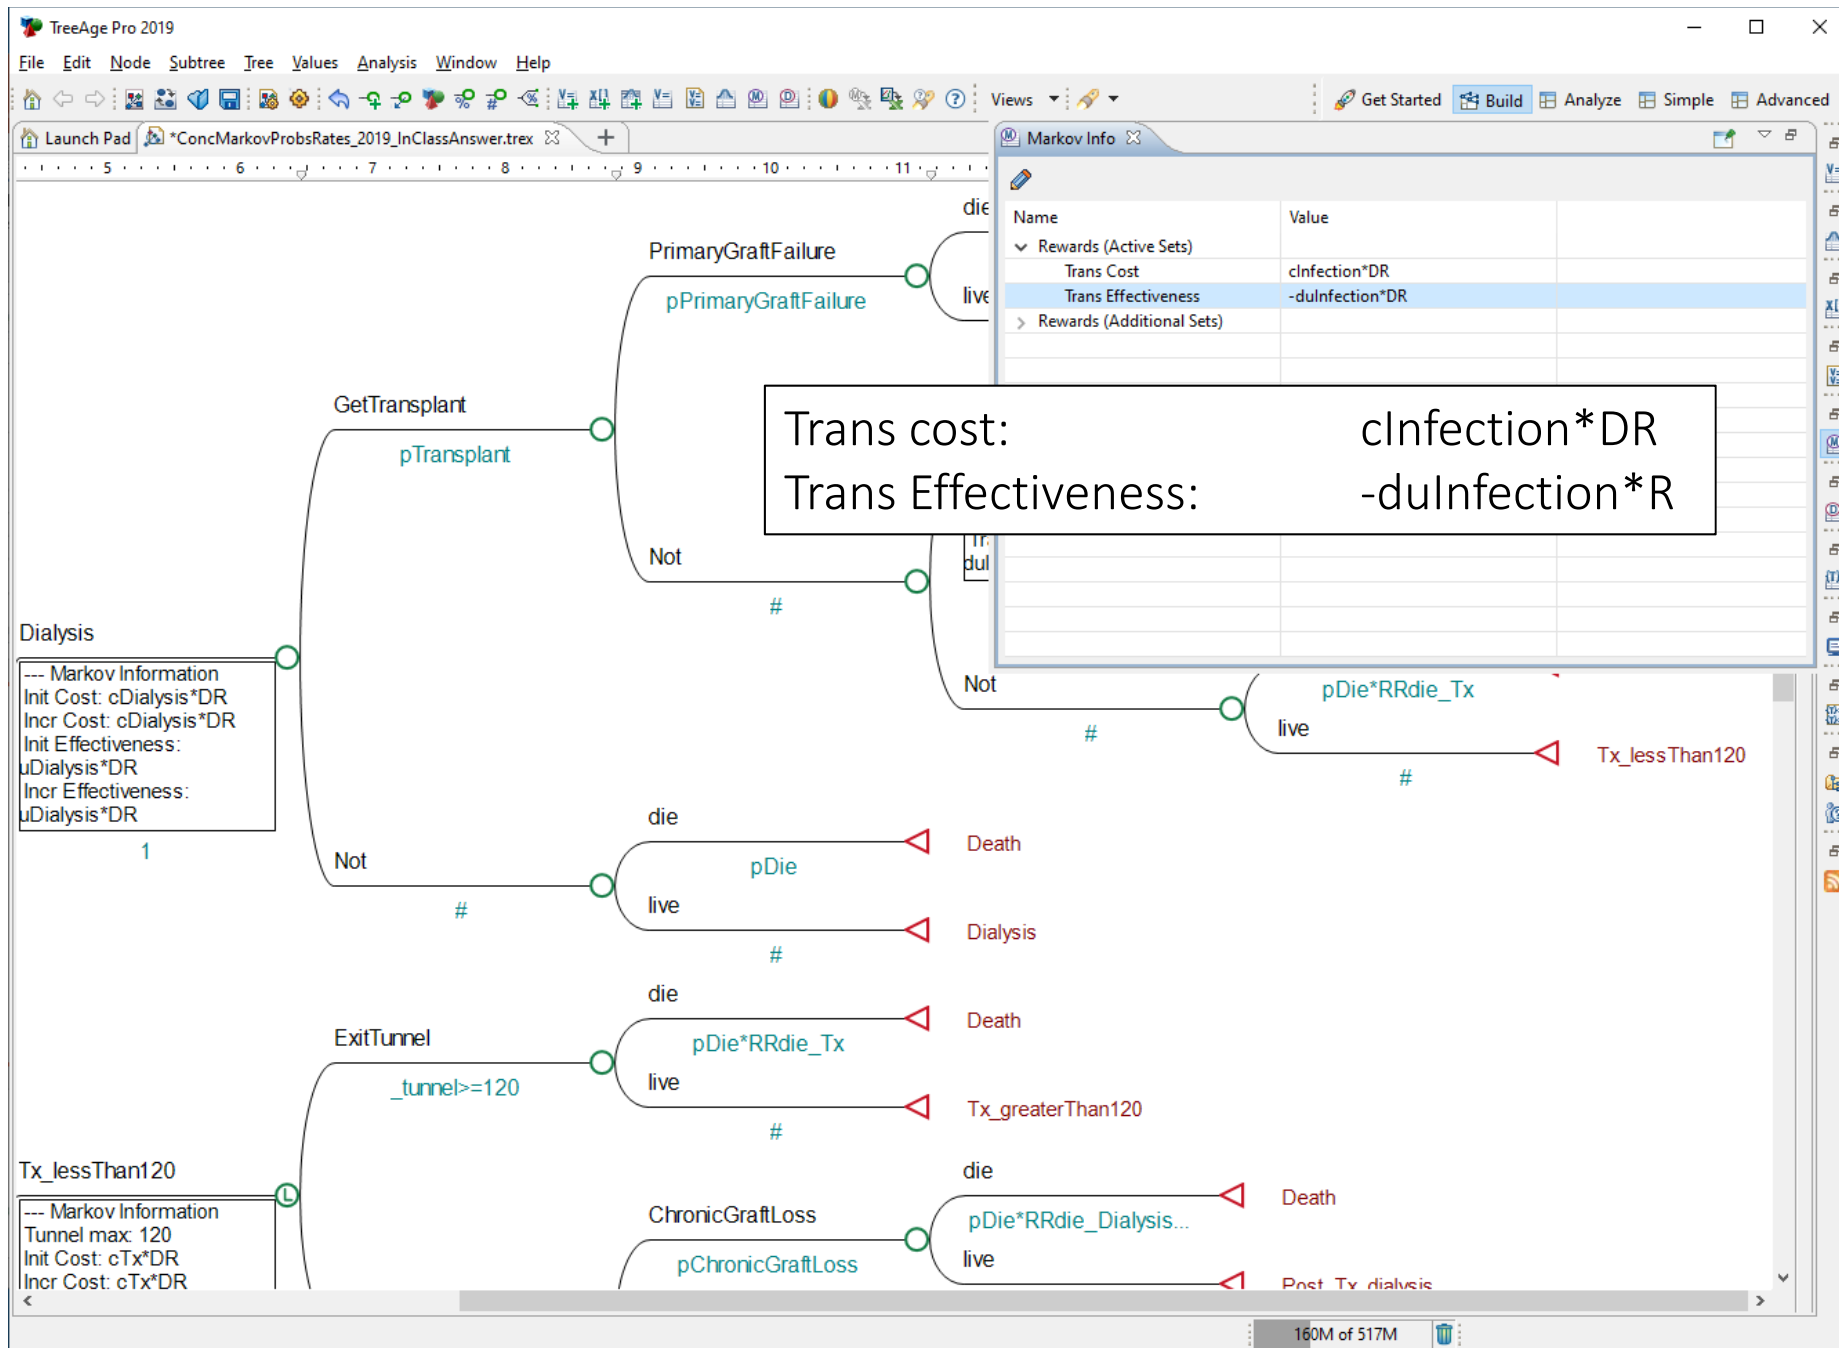 TreeAge Pro 2019
File Edit Node Subtree Tree Values Analysis Window Help
Views Get Started Build Analyze Simple Advanced
Launch Pad *ConcMarkovProbsRates_2019_InClassAnswer.trex
Markov Info
5 6 7 8 9 10 11
Name Value
Rewards (Active Sets)
Trans Cost cInfection*DR
Trans Effectiveness -duInfection*DR
Rewards (Additional Sets)
Trans cost: cInfection*DR
Trans Effectiveness: -duInfection*R
die
PrimaryGraftFailure
pPrimaryGraftFailure
live
GetTransplant
pTransplant
Not
#
dul
Dialysis
--- Markov Information
Init Cost: cDialysis*DR
Incr Cost: cDialysis*DR
Init Effectiveness:
uDialysis*DR
Incr Effectiveness:
uDialysis*DR
1
Not
#
pDie*RRdie_Tx
live
#
Tx_lessThan120
die
pDie
Death
Not
#
live
#
Dialysis
die
pDie*RRdie_Tx
Death
ExitTunnel
_tunnel>=120
live
#
Tx_greaterThan120
Tx_lessThan120
--- Markov Information
Tunnel max: 120
Init Cost: cTx*DR
Incr Cost: cTx*DR
die
pDie*RRdie_Dialysis...
Death
ChronicGraftLoss
pChronicGraftLoss
live
Post_Tx_dialysis
160M of 517M